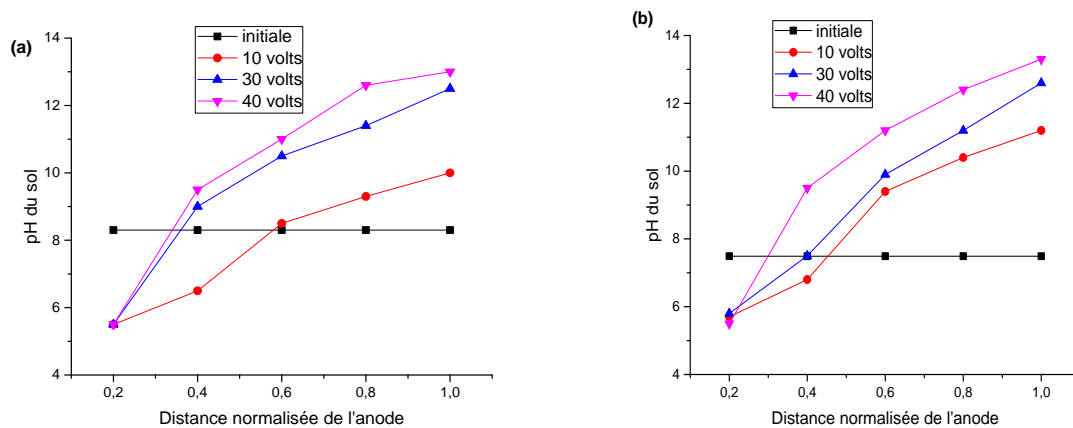 (a)
initiale
10 volts
30 volts
40 volts
14
12
10
8
6
4
pH du sol
0,2 0,4 0,6 0,8 1,0
Distance normalisée de l'anode
(b)
initiale
10 volts
30 volts
40 volts
14
12
10
8
6
4
pH du sol
0,2 0,4 0,6 0,8 1,0
Distance normalisée de l'anode